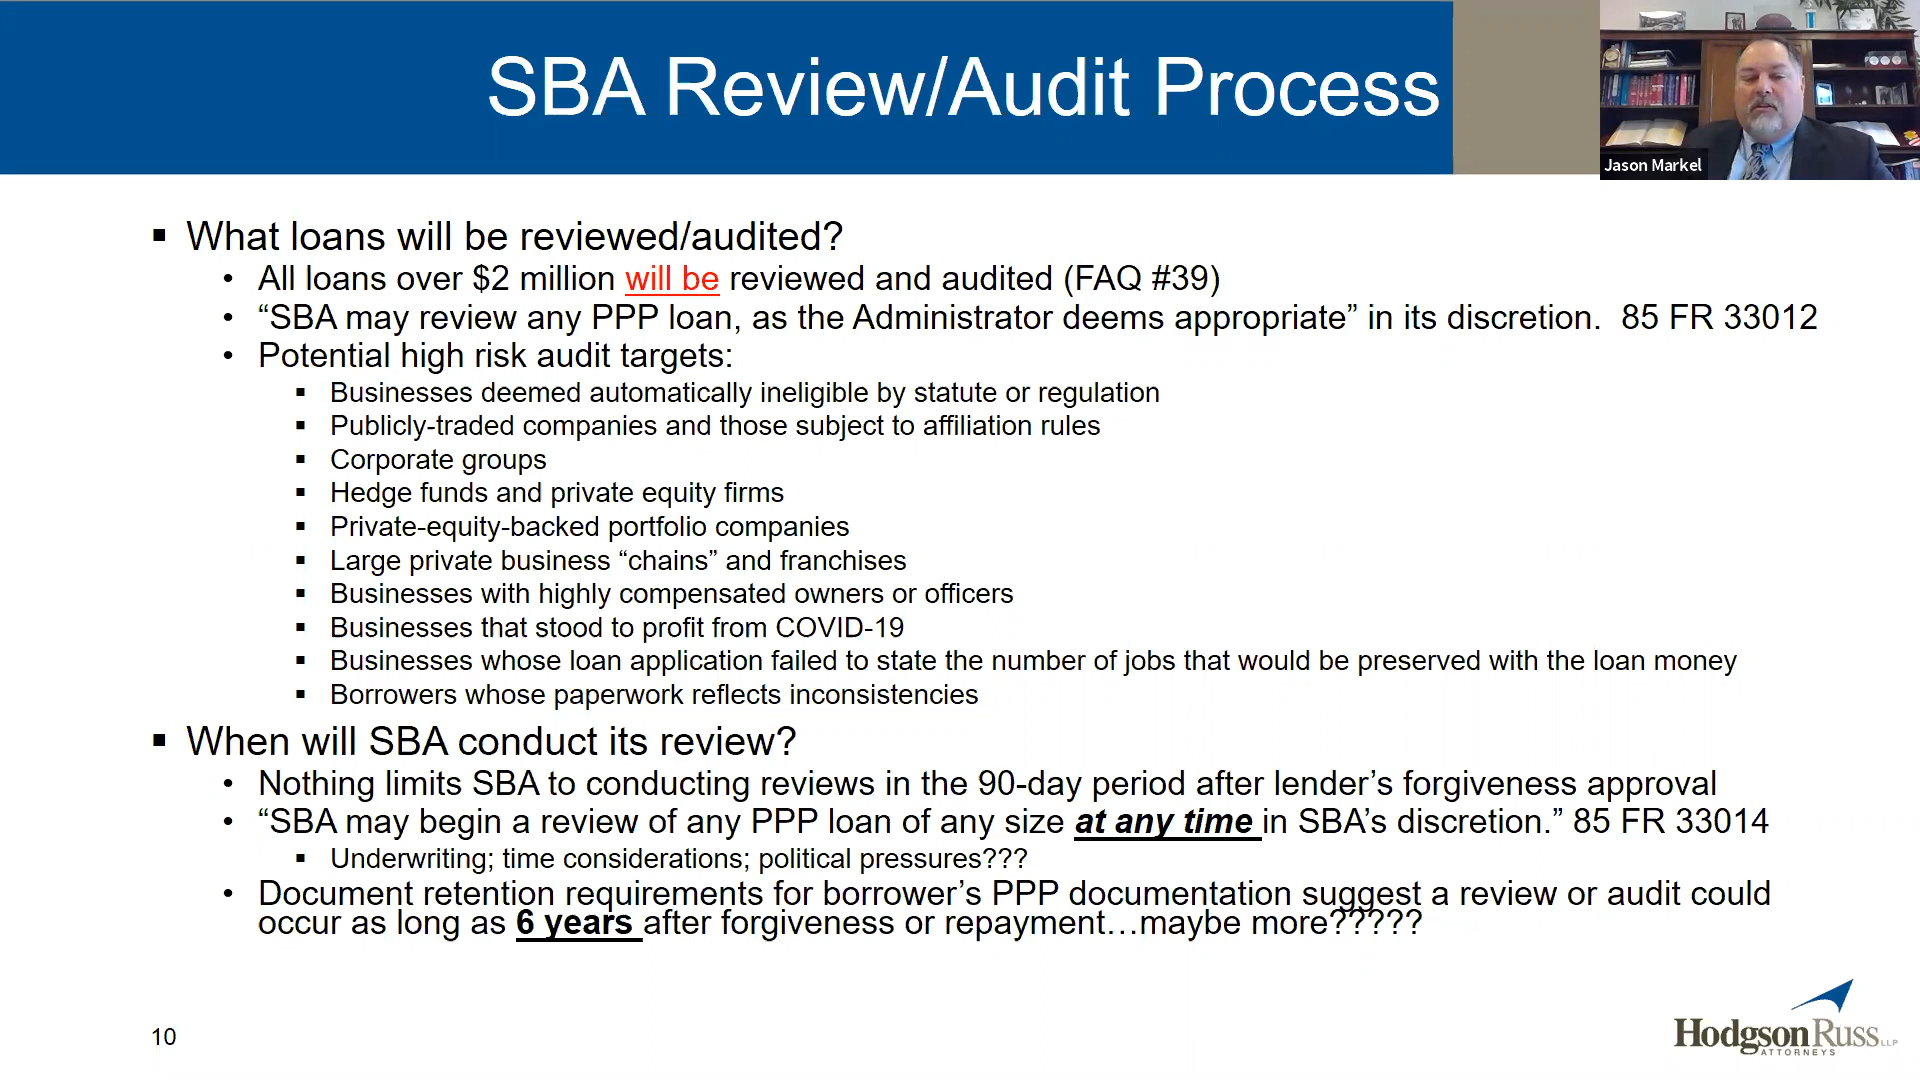 SBA Review/Audit Process
Jason Markel
▪ What loans will be reviewed/audited?
• All loans over $2 million will be reviewed and audited (FAQ #39)
• “SBA may review any PPP loan, as the Administrator deems appropriate” in its discretion.  85 FR 33012
• Potential high risk audit targets:
▪ Businesses deemed automatically ineligible by statute or regulation
▪ Publicly-traded companies and those subject to affiliation rules
▪ Corporate groups
▪ Hedge funds and private equity firms
▪ Private-equity-backed portfolio companies
▪ Large private business “chains” and franchises
▪ Businesses with highly compensated owners or officers
▪ Businesses that stood to profit from COVID-19
▪ Businesses whose loan application failed to state the number of jobs that would be preserved with the loan money
▪ Borrowers whose paperwork reflects inconsistencies
▪ When will SBA conduct its review?
• Nothing limits SBA to conducting reviews in the 90-day period after lender’s forgiveness approval
• “SBA may begin a review of any PPP loan of any size at any time in SBA’s discretion.” 85 FR 33014
▪ Underwriting; time considerations; political pressures???
• Document retention requirements for borrower’s PPP documentation suggest a review or audit could
occur as long as 6 years after forgiveness or repayment…maybe more?????
10
HodgsonRuss LLP
ATTORNEYS